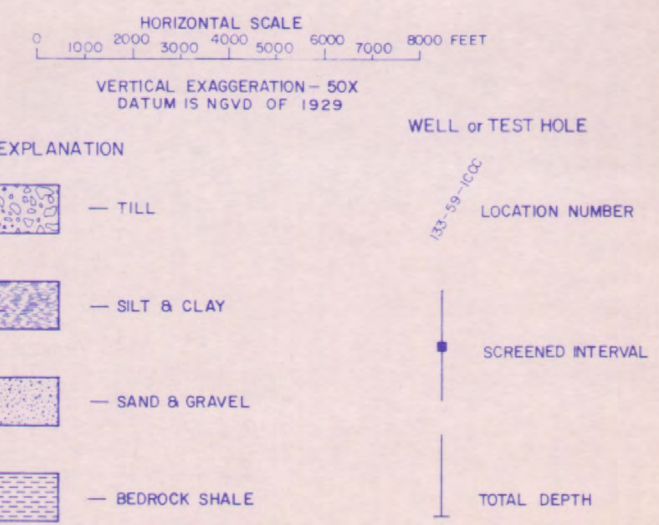 HORIZONTAL SCALE
0 1000 2000 3000 4000 5000 6000 7000 8000 FEET
VERTICAL EXAGGERATION — 50X
DATUM IS NGVD OF 1929
WELL or TEST HOLE
EXPLANATION
133-59-1CCC
— TILL
LOCATION NUMBER
— SILT & CLAY
SCREENED INTERVAL
— SAND & GRAVEL
— BEDROCK SHALE
TOTAL DEPTH